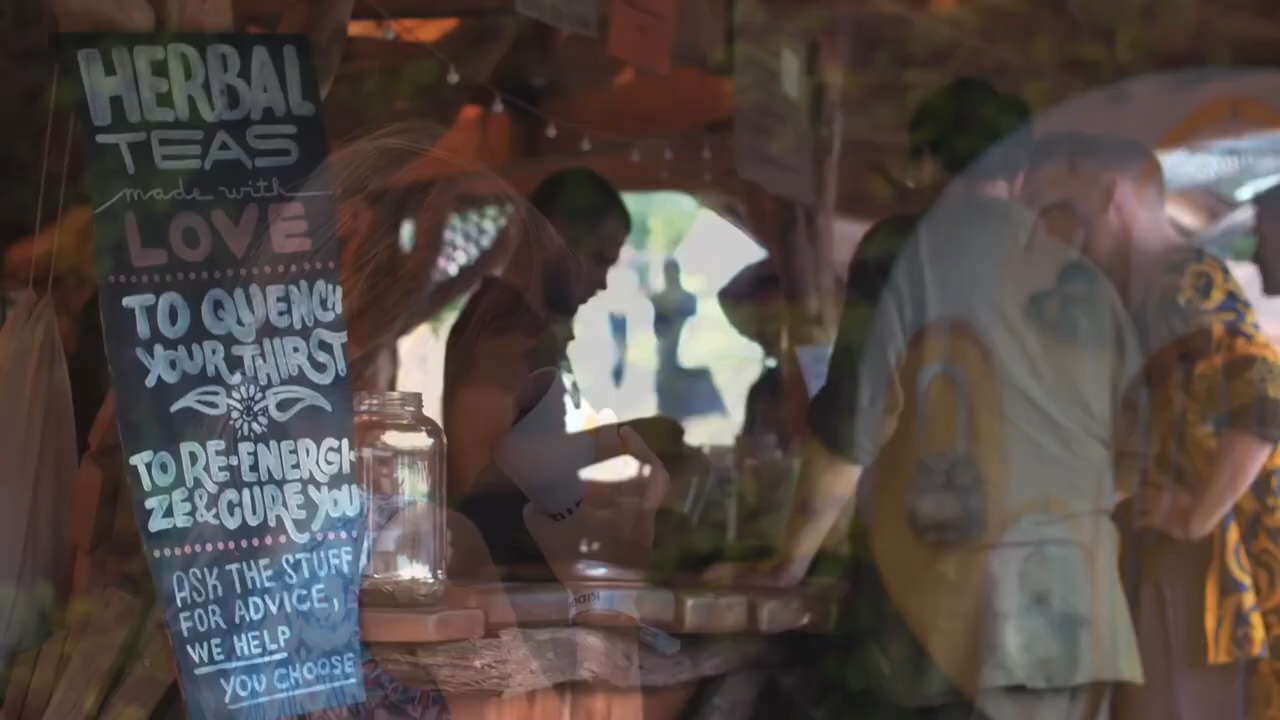 HERBAL
TEAS
made with
LOVE
TO QUENCH
YOUR THIRST
TO RE-ENERGI-
ZE & CURE YOU
ASK THE STUFF
FOR ADVICE,
WE HELP
YOU CHOOSE